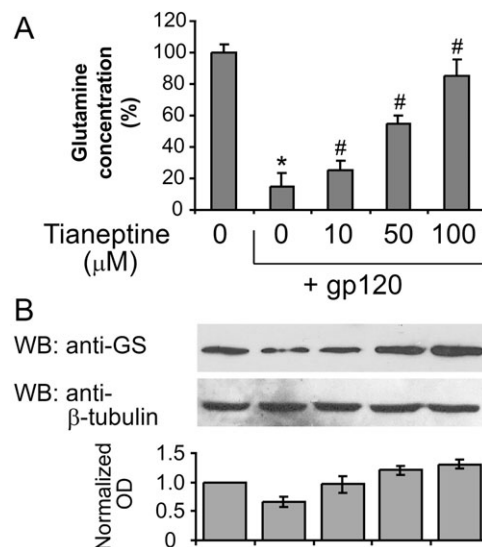 A
Glutamine
concentration
(%)
120
100
80
60
40
20
0
* # # #
Tianeptine
(μM)
0 0 10 50 100
+ gp120
B
WB: anti-GS
WB: anti-
β-tubulin
Normalized
OD
1.5
1.0
0.5
0